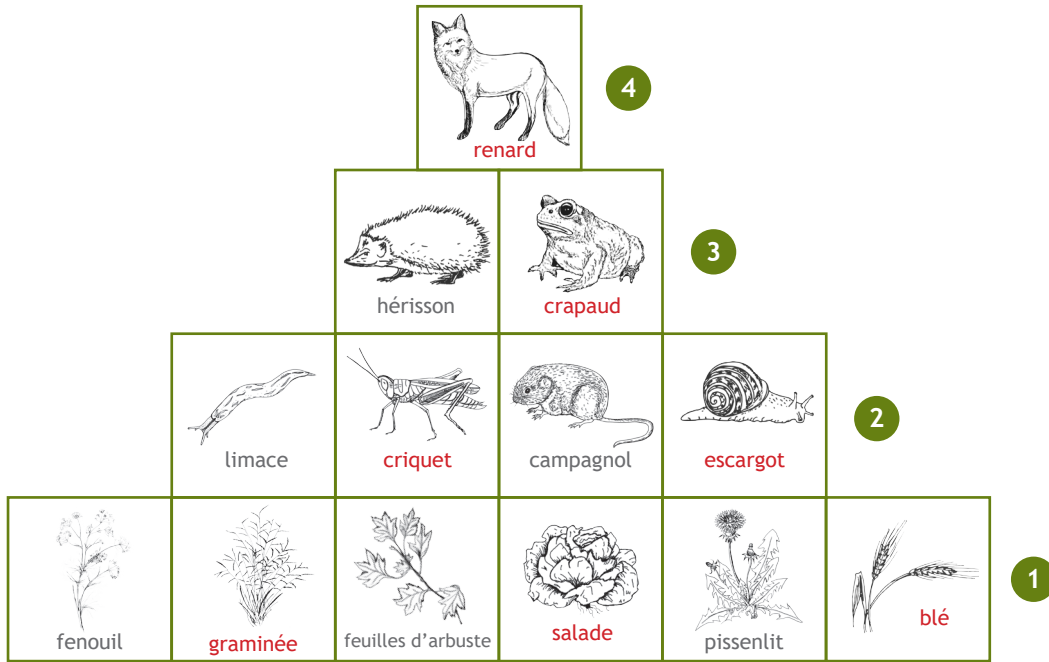 renard
4
hérisson
crapaud
3
limace
criquet
campagnol
escargot
2
fenouil
graminée
feuilles d'arbuste
salade
pissenlit
blé
1